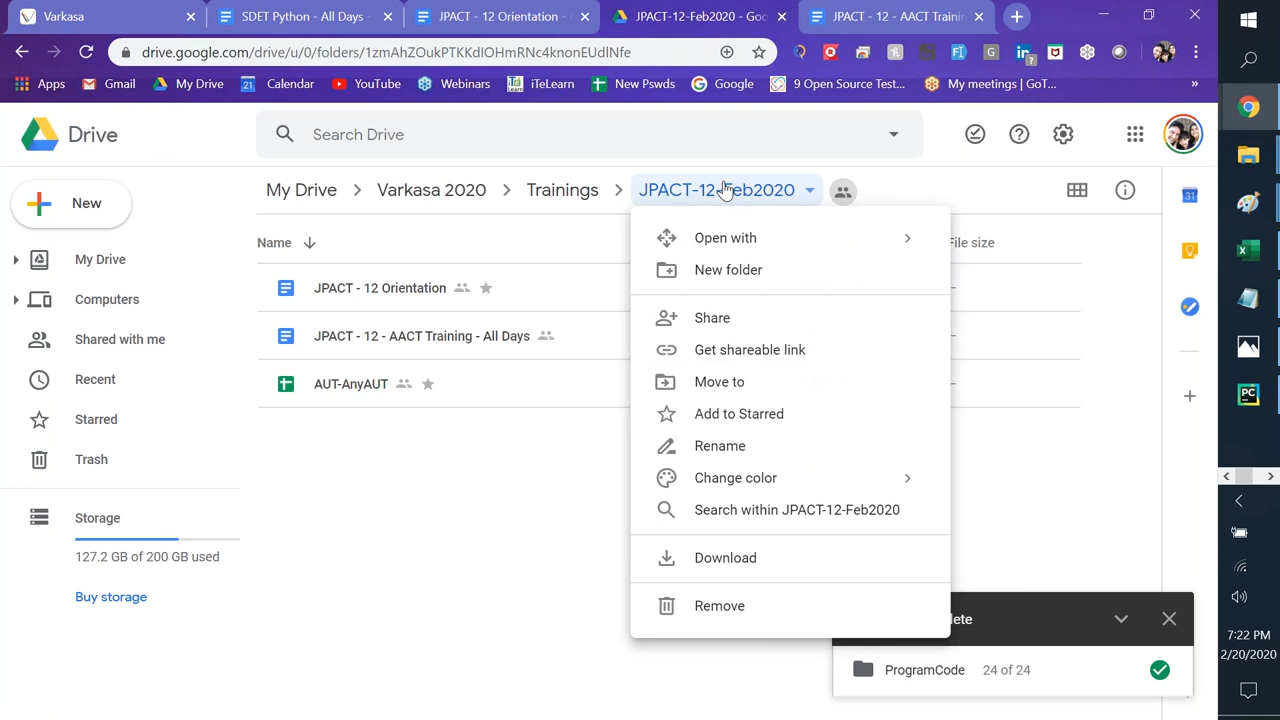 Varkasa
SDET Python - All Days -
JPACT - 12 Orientation -
JPACT-12-Feb2020 - Goo
JPACT - 12 - AACT Trainin
drive.google.com/drive/u/0/folders/1zmAhZOukPTKKdIOHmRNc4knonEUdlNfe
Apps
Gmail
My Drive
Calendar
YouTube
Webinars
iTeLearn
New Pswds
Google
9 Open Source Test...
My meetings | GoT...
Drive
Search Drive
New
My Drive
Varkasa 2020
Trainings
JPACT-12-Feb2020
Name
File size
My Drive
Computers
Shared with me
Recent
Starred
Trash
Storage
127.2 GB of 200 GB used
Buy storage
JPACT - 12 Orientation
JPACT - 12 - AACT Training - All Days
AUT-AnyAUT
Open with
New folder
Share
Get shareable link
Move to
Add to Starred
Rename
Change color
Search within JPACT-12-Feb2020
Download
Remove
lete
ProgramCode
24 of 24
7:22 PM
2/20/2020